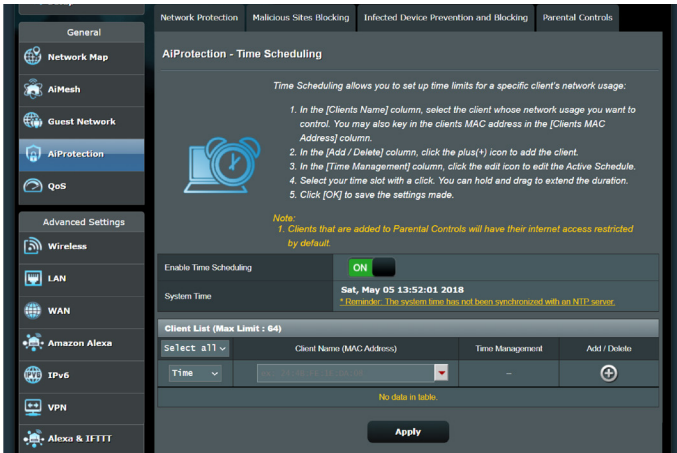 Network Protection
Malicious Sites Blocking
Infected Device Prevention and Blocking
Parental Controls
General
Network Map
AiMesh
Guest Network
AiProtection
QoS
Advanced Settings
Wireless
LAN
WAN
Amazon Alexa
IPv6
VPN
Alexa & IFTTT
AiProtection - Time Scheduling
Time Scheduling allows you to set up time limits for a specific client's network usage:
1. In the [Clients Name] column, select the client whose network usage you want to
control. You may also key in the clients MAC address in the [Clients MAC
Address] column.
2. In the [Add / Delete] column, click the plus(+) icon to add the client.
3. In the [Time Management] column, click the edit icon to edit the Active Schedule.
4. Select your time slot with a click. You can hold and drag to extend the duration.
5. Click [OK] to save the settings made.
Note:
1. Clients that are added to Parental Controls will have their internet access restricted
by default.
Enable Time Scheduling
ON
System Time
Sat, May 05 13:52:01 2018
* Reminder: The system time has not been synchronized with an NTP server.
Client List (Max Limit : 64)
Select all
Client Name (MAC Address)
Time Management
Add / Delete
Time
--
No data in table.
Apply